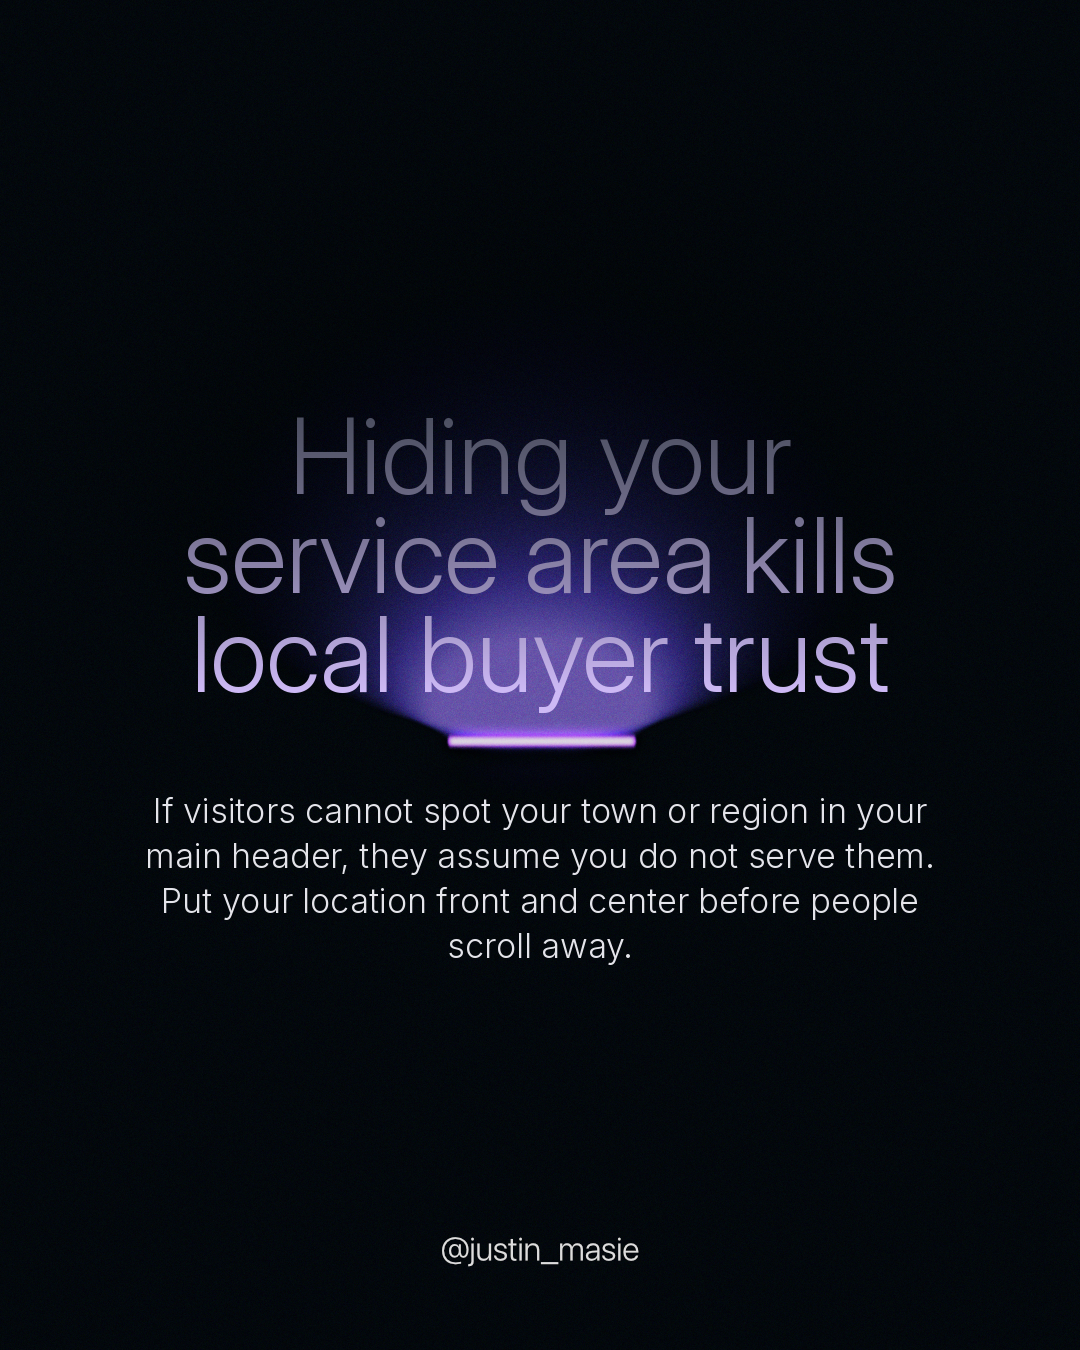 Hiding your
service area kills
local buyer trust
If visitors cannot spot your town or region in your
main header, they assume you do not serve them.
Put your location front and center before people
scroll away.
@justin_masie